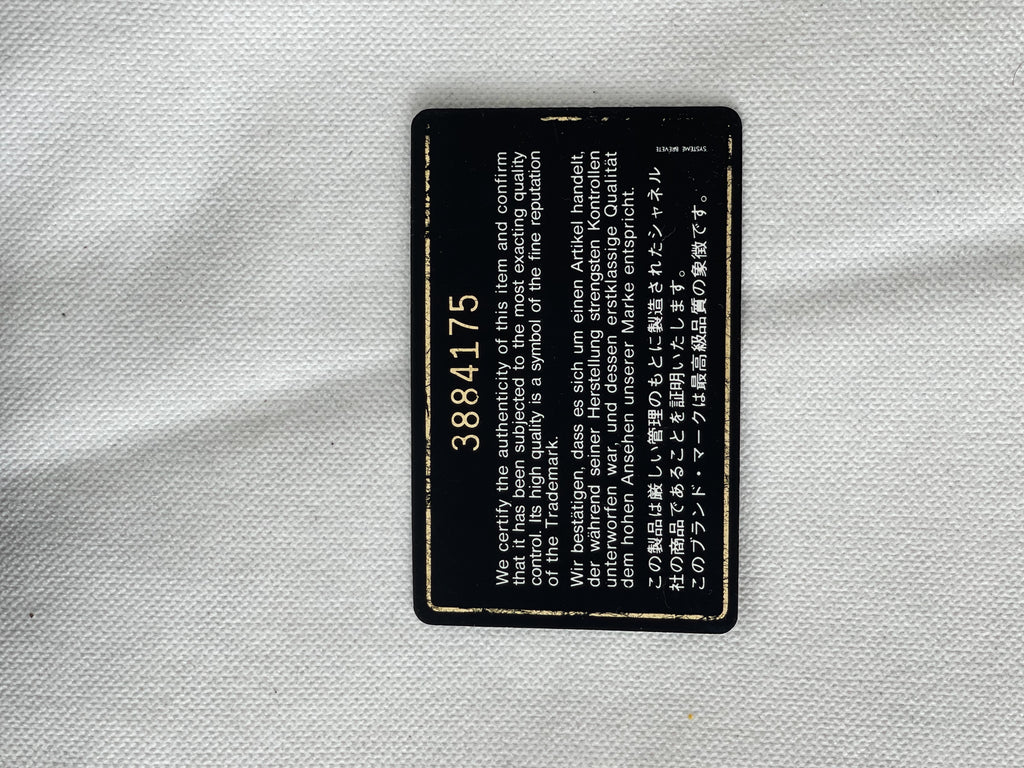 3884175
We certify the authenticity of this item and confirm
that it has been subjected to the most exacting quality
control. Its high quality is a symbol of the fine reputation
of the Trademark.
Wir bestätigen, dass es sich um einen Artikel handelt,
der während seiner Herstellung strengsten Kontrollen
unterworfen war, und dessen erstklassige Qualität
dem hohen Ansehen unserer Marke entspricht.
この製品は厳しい管理のもとに製造されたシャネル
社の商品であることを証明いたします。
このブランド・マークは最高級品質の象徴です。
SYSTEME BREVETE